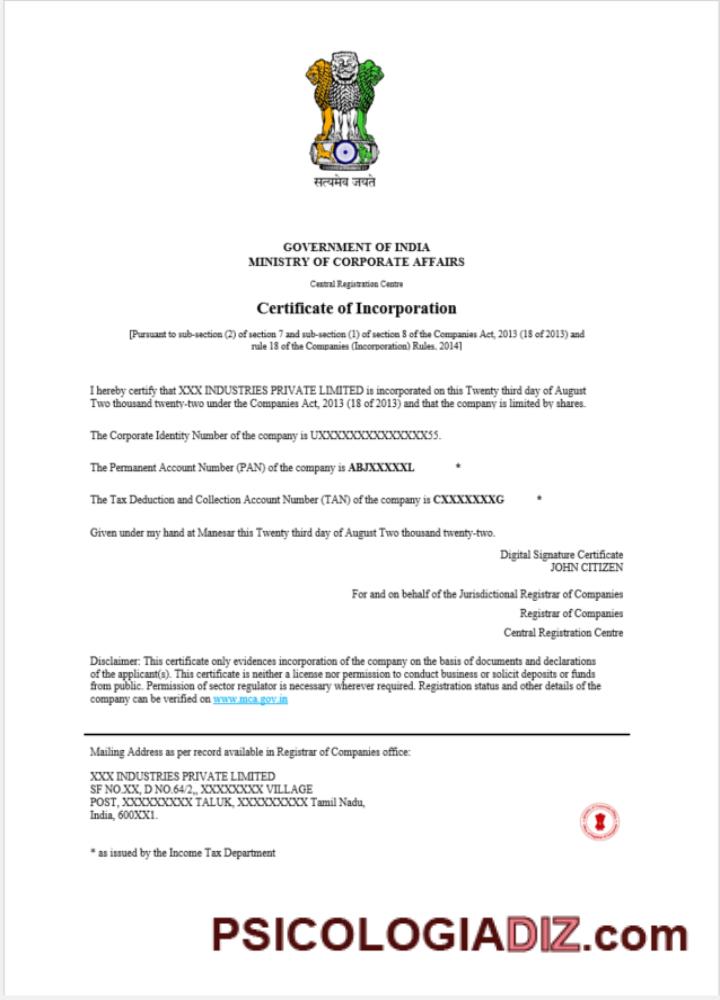 सत्यमेव जयते
GOVERNMENT OF INDIA
MINISTRY OF CORPORATE AFFAIRS
Central Registration Centre
Certificate of Incorporation
[Pursuant to sub-section (2) of section 7 and sub-section (1) of section 8 of the Companies Act, 2013 (18 of 2013) and
rule 18 of the Companies (Incorporation) Rules, 2014]
I hereby certify that XXX INDUSTRIES PRIVATE LIMITED is incorporated on this Twenty third day of August
Two thousand twenty-two under the Companies Act, 2013 (18 of 2013) and that the company is limited by shares.
The Corporate Identity Number of the company is UXXXXXXXXXXXXXX55.
The Permanent Account Number (PAN) of the company is ABJXXXXXL *
The Tax Deduction and Collection Account Number (TAN) of the company is CXXXXXXXG *
Given under my hand at Manesar this Twenty third day of August Two thousand twenty-two.
Digital Signature Certificate
JOHN CITIZEN
For and on behalf of the Jurisdictional Registrar of Companies
Registrar of Companies
Central Registration Centre
Disclaimer: This certificate only evidences incorporation of the company on the basis of documents and declarations
of the applicant(s). This certificate is neither a license nor permission to conduct business or solicit deposits or funds
from public. Permission of sector regulator is necessary wherever required. Registration status and other details of the
company can be verified on www.mca.gov.in
Mailing Address as per record available in Registrar of Companies office:
XXX INDUSTRIES PRIVATE LIMITED
SF NO.XX, D NO.64/2,, XXXXXXXX VILLAGE
POST, XXXXXXXXX TALUK, XXXXXXXXX Tamil Nadu,
India, 600XX1.
* as issued by the Income Tax Department
PSICOLOGIADIZ.com